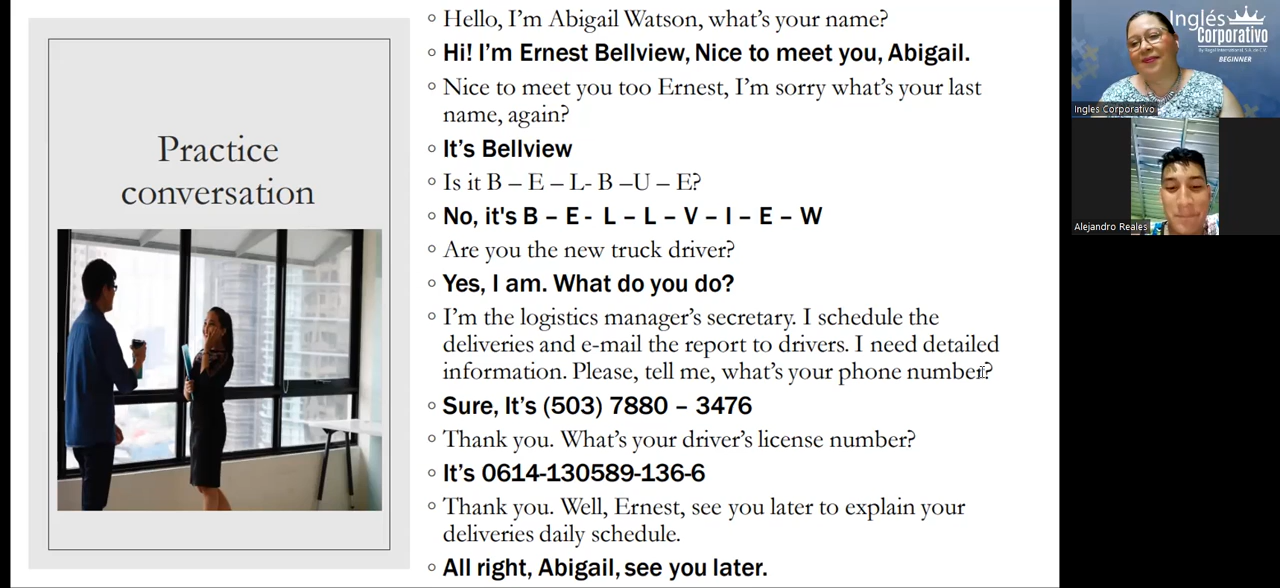 Practice
conversation
Hello, I'm Abigail Watson, what's your name?
Hi! I'm Ernest Bellview, Nice to meet you, Abigail.
Nice to meet you too Ernest, I'm sorry what's your last
name, again?
It's Bellview
Is it B – E – L- B –U – E?
No, it's B – E - L – L – V – I – E – W
Are you the new truck driver?
Yes, I am. What do you do?
I'm the logistics manager's secretary. I schedule the
deliveries and e-mail the report to drivers. I need detailed
information. Please, tell me, what's your phone number?
Sure, It's (503) 7880 – 3476
Thank you. What's your driver's license number?
It's 0614-130589-136-6
Thank you. Well, Ernest, see you later to explain your
deliveries daily schedule.
All right, Abigail, see you later.
Inglés
Corporativo
BEGINNER
Ingles Corporativo
Alejandro Reales